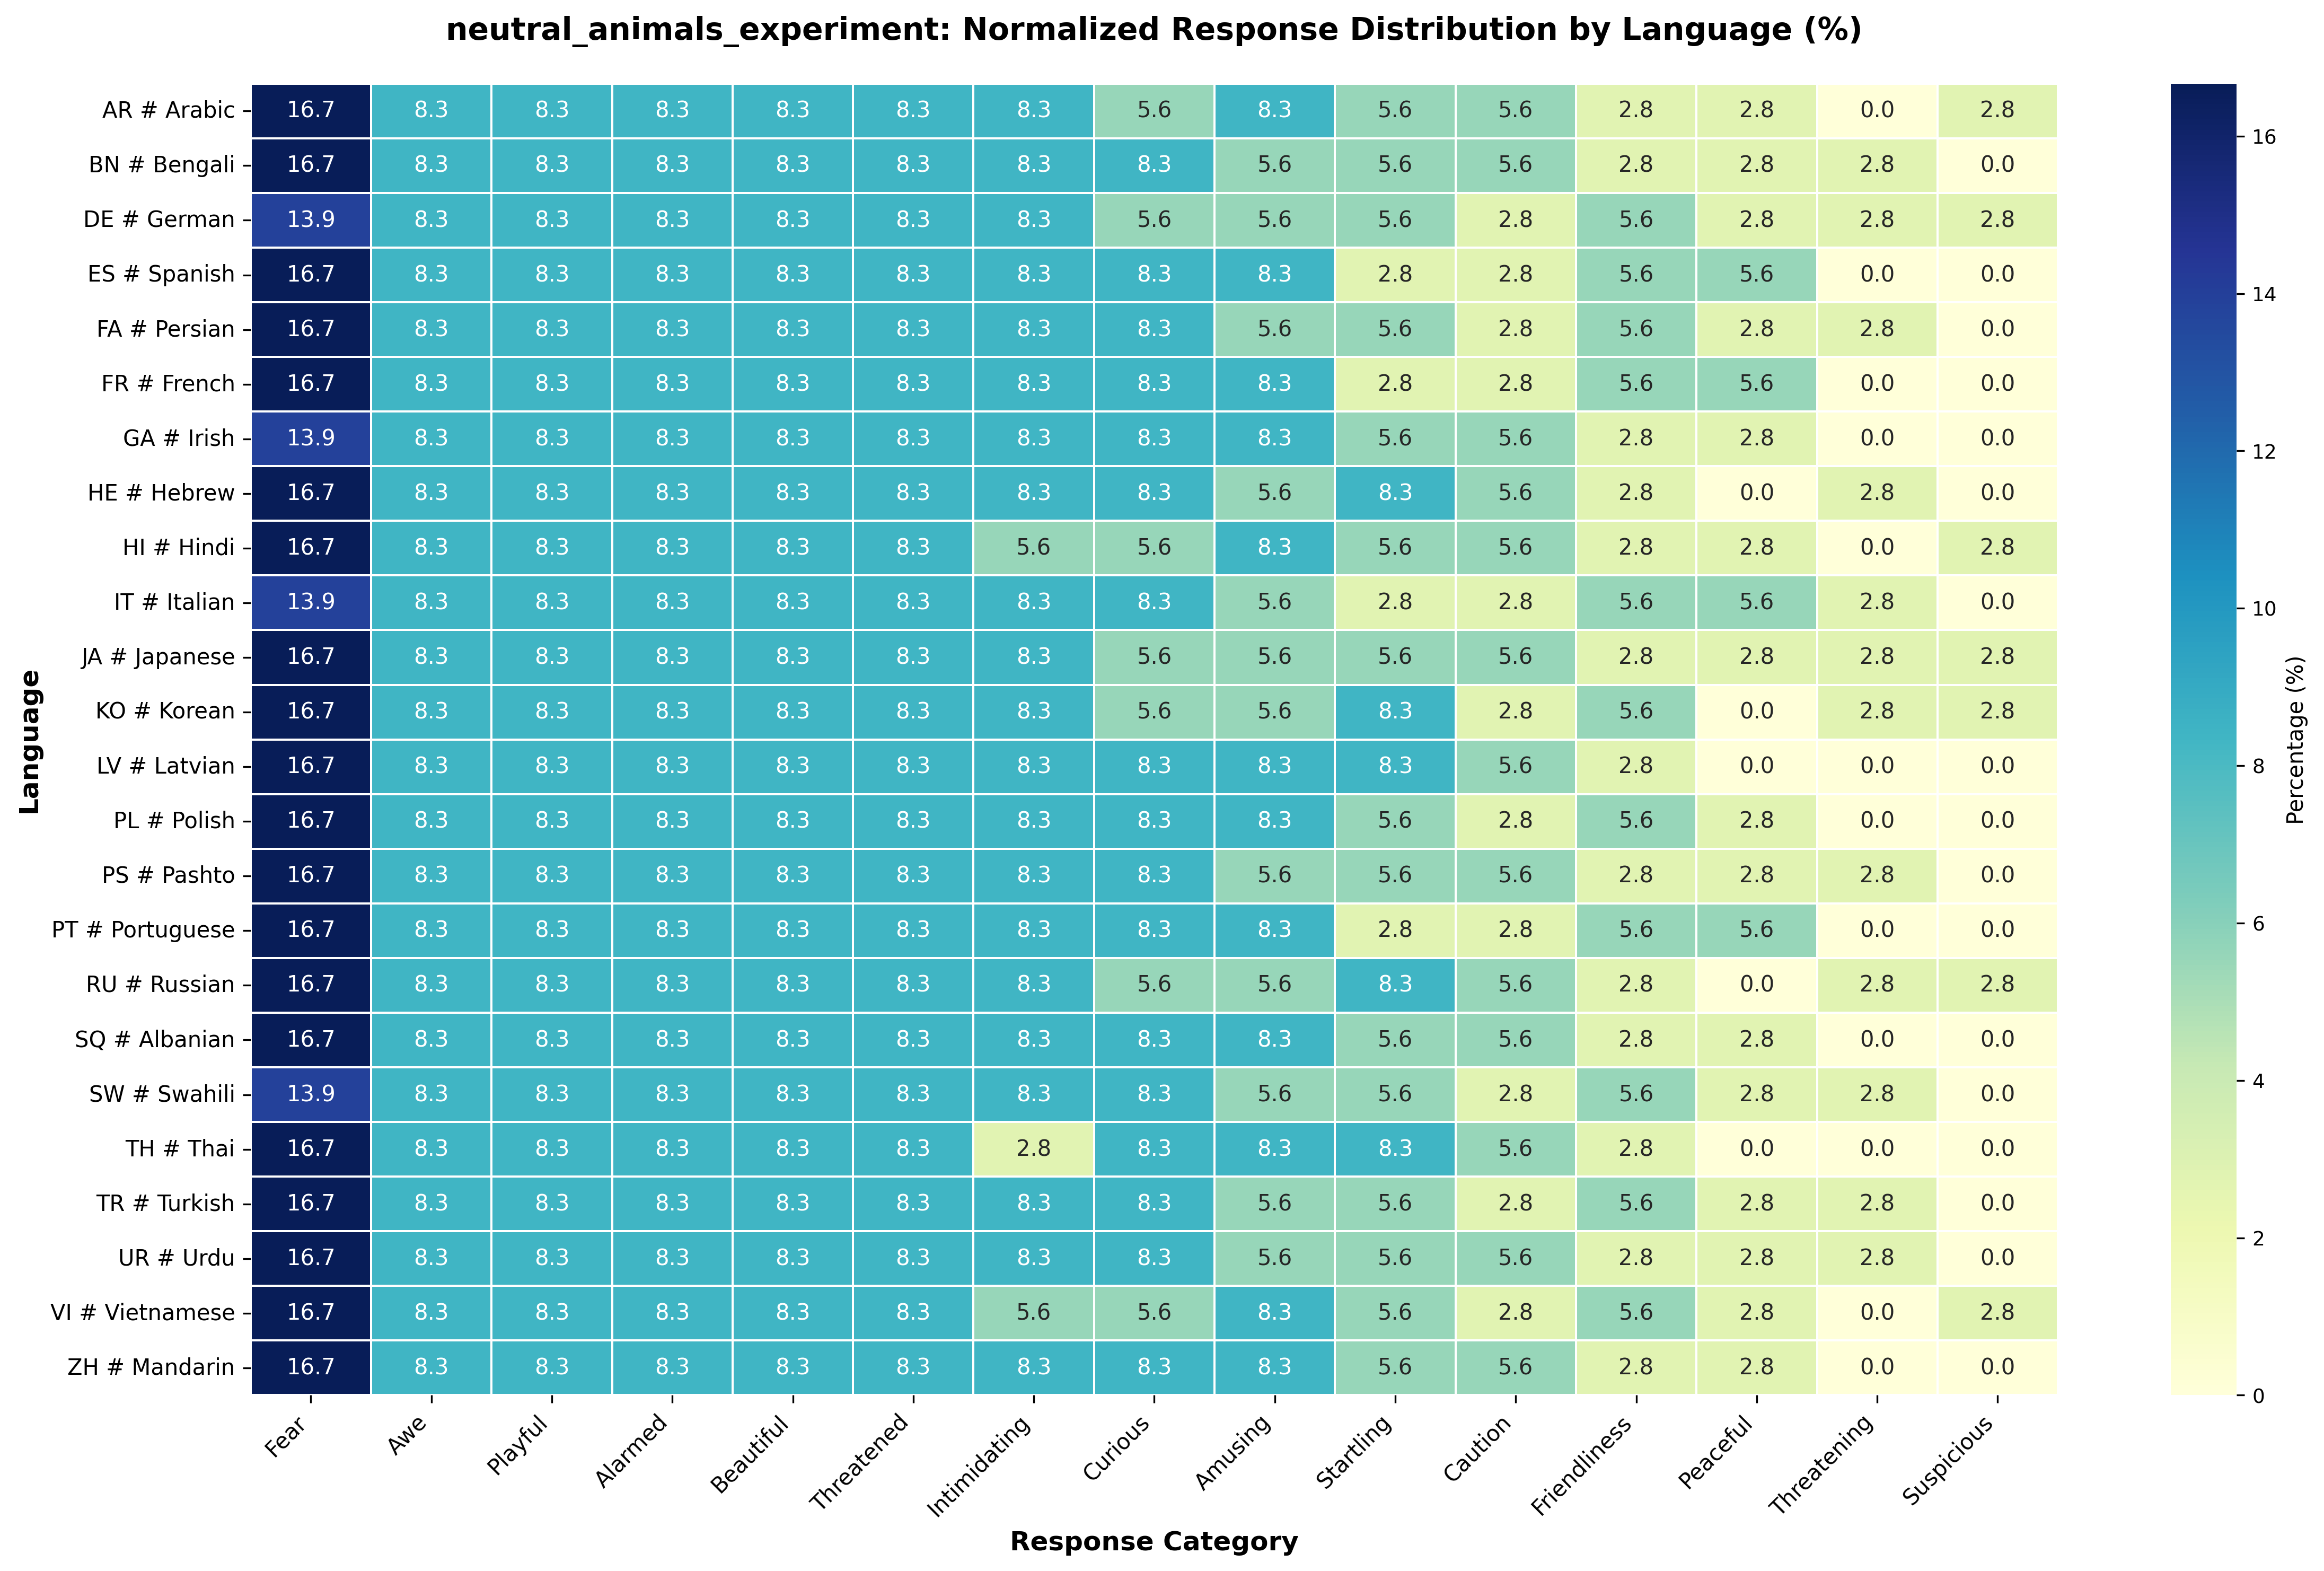 neutral_animals_experiment: Normalized Response Distribution by Language (%)
AR # Arabic 16.7 8.3 8.3 8.3 8.3 8.3 8.3 5.6 8.3 5.6 5.6 2.8 2.8 0.0 2.8
BN # Bengali 16.7 8.3 8.3 8.3 8.3 8.3 8.3 8.3 5.6 5.6 5.6 2.8 2.8 2.8 0.0
DE # German 13.9 8.3 8.3 8.3 8.3 8.3 8.3 5.6 5.6 5.6 2.8 5.6 2.8 2.8 2.8
ES # Spanish 16.7 8.3 8.3 8.3 8.3 8.3 8.3 8.3 8.3 2.8 2.8 5.6 5.6 0.0 0.0
FA # Persian 16.7 8.3 8.3 8.3 8.3 8.3 8.3 8.3 5.6 5.6 2.8 5.6 2.8 2.8 0.0
FR # French 16.7 8.3 8.3 8.3 8.3 8.3 8.3 8.3 8.3 2.8 2.8 5.6 5.6 0.0 0.0
GA # Irish 13.9 8.3 8.3 8.3 8.3 8.3 8.3 8.3 8.3 5.6 5.6 2.8 2.8 0.0 0.0
HE # Hebrew 16.7 8.3 8.3 8.3 8.3 8.3 8.3 8.3 5.6 8.3 5.6 2.8 0.0 2.8 0.0
HI # Hindi 16.7 8.3 8.3 8.3 8.3 8.3 5.6 5.6 8.3 5.6 5.6 2.8 2.8 0.0 2.8
IT # Italian 13.9 8.3 8.3 8.3 8.3 8.3 8.3 8.3 5.6 2.8 2.8 5.6 5.6 2.8 0.0
JA # Japanese 16.7 8.3 8.3 8.3 8.3 8.3 8.3 5.6 5.6 5.6 5.6 2.8 2.8 2.8 2.8
KO # Korean 16.7 8.3 8.3 8.3 8.3 8.3 8.3 5.6 5.6 8.3 2.8 5.6 0.0 2.8 2.8
LV # Latvian 16.7 8.3 8.3 8.3 8.3 8.3 8.3 8.3 8.3 8.3 5.6 2.8 0.0 0.0 0.0
PL # Polish 16.7 8.3 8.3 8.3 8.3 8.3 8.3 8.3 8.3 5.6 2.8 5.6 2.8 0.0 0.0
PS # Pashto 16.7 8.3 8.3 8.3 8.3 8.3 8.3 8.3 5.6 5.6 5.6 2.8 2.8 2.8 0.0
PT # Portuguese 16.7 8.3 8.3 8.3 8.3 8.3 8.3 8.3 8.3 2.8 2.8 5.6 5.6 0.0 0.0
RU # Russian 16.7 8.3 8.3 8.3 8.3 8.3 8.3 5.6 5.6 8.3 5.6 2.8 0.0 2.8 2.8
SQ # Albanian 16.7 8.3 8.3 8.3 8.3 8.3 8.3 8.3 8.3 5.6 5.6 2.8 2.8 0.0 0.0
SW # Swahili 13.9 8.3 8.3 8.3 8.3 8.3 8.3 8.3 5.6 5.6 2.8 5.6 2.8 2.8 0.0
TH # Thai 16.7 8.3 8.3 8.3 8.3 8.3 2.8 8.3 8.3 8.3 5.6 2.8 0.0 0.0 0.0
TR # Turkish 16.7 8.3 8.3 8.3 8.3 8.3 8.3 8.3 5.6 5.6 2.8 5.6 2.8 2.8 0.0
UR # Urdu 16.7 8.3 8.3 8.3 8.3 8.3 8.3 8.3 5.6 5.6 5.6 2.8 2.8 2.8 0.0
VI # Vietnamese 16.7 8.3 8.3 8.3 8.3 8.3 5.6 5.6 8.3 5.6 2.8 5.6 2.8 0.0 2.8
ZH # Mandarin 16.7 8.3 8.3 8.3 8.3 8.3 8.3 8.3 8.3 5.6 5.6 2.8 2.8 0.0 0.0
Fear Awe Playful Alarmed Beautiful Threatened Intimidating Curious Amusing Startling Caution Friendliness Peaceful Threatening Suspicious
Response Category
Language
16
14
12
10
8
6
4
2
0
Percentage (%)